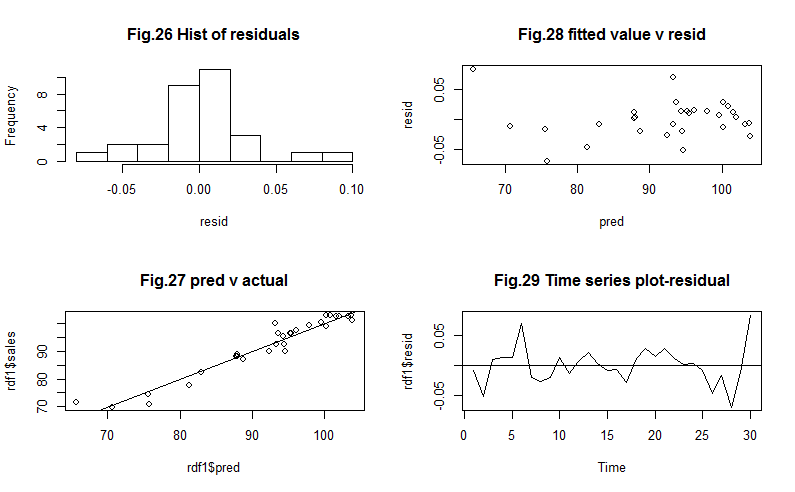 Fig.26 Hist of residuals
Frequency
0
4
8
-0.05
0.00
0.05
0.10
resid
Fig.28 fitted value v resid
resid
-0.05
0.05
70
80
90
100
pred
Fig.27 pred v actual
rdf1$sales
70
80
90
70
80
90
100
rdf1$pred
Fig.29 Time series plot-residual
rdf1$resid
-0.05
0.05
0
5
10
15
20
25
30
Time